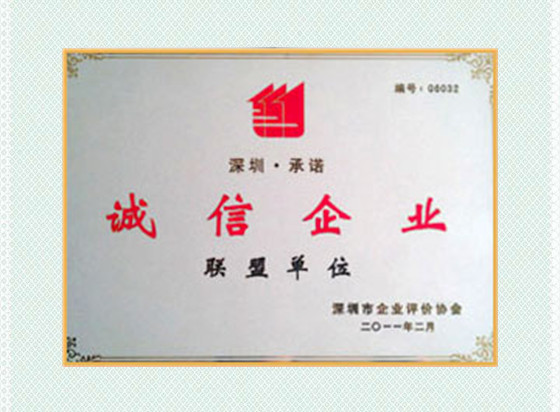 编号：06032
深圳·承诺
诚信企业
联盟单位
深圳市企业评价协会
二〇一一年二月